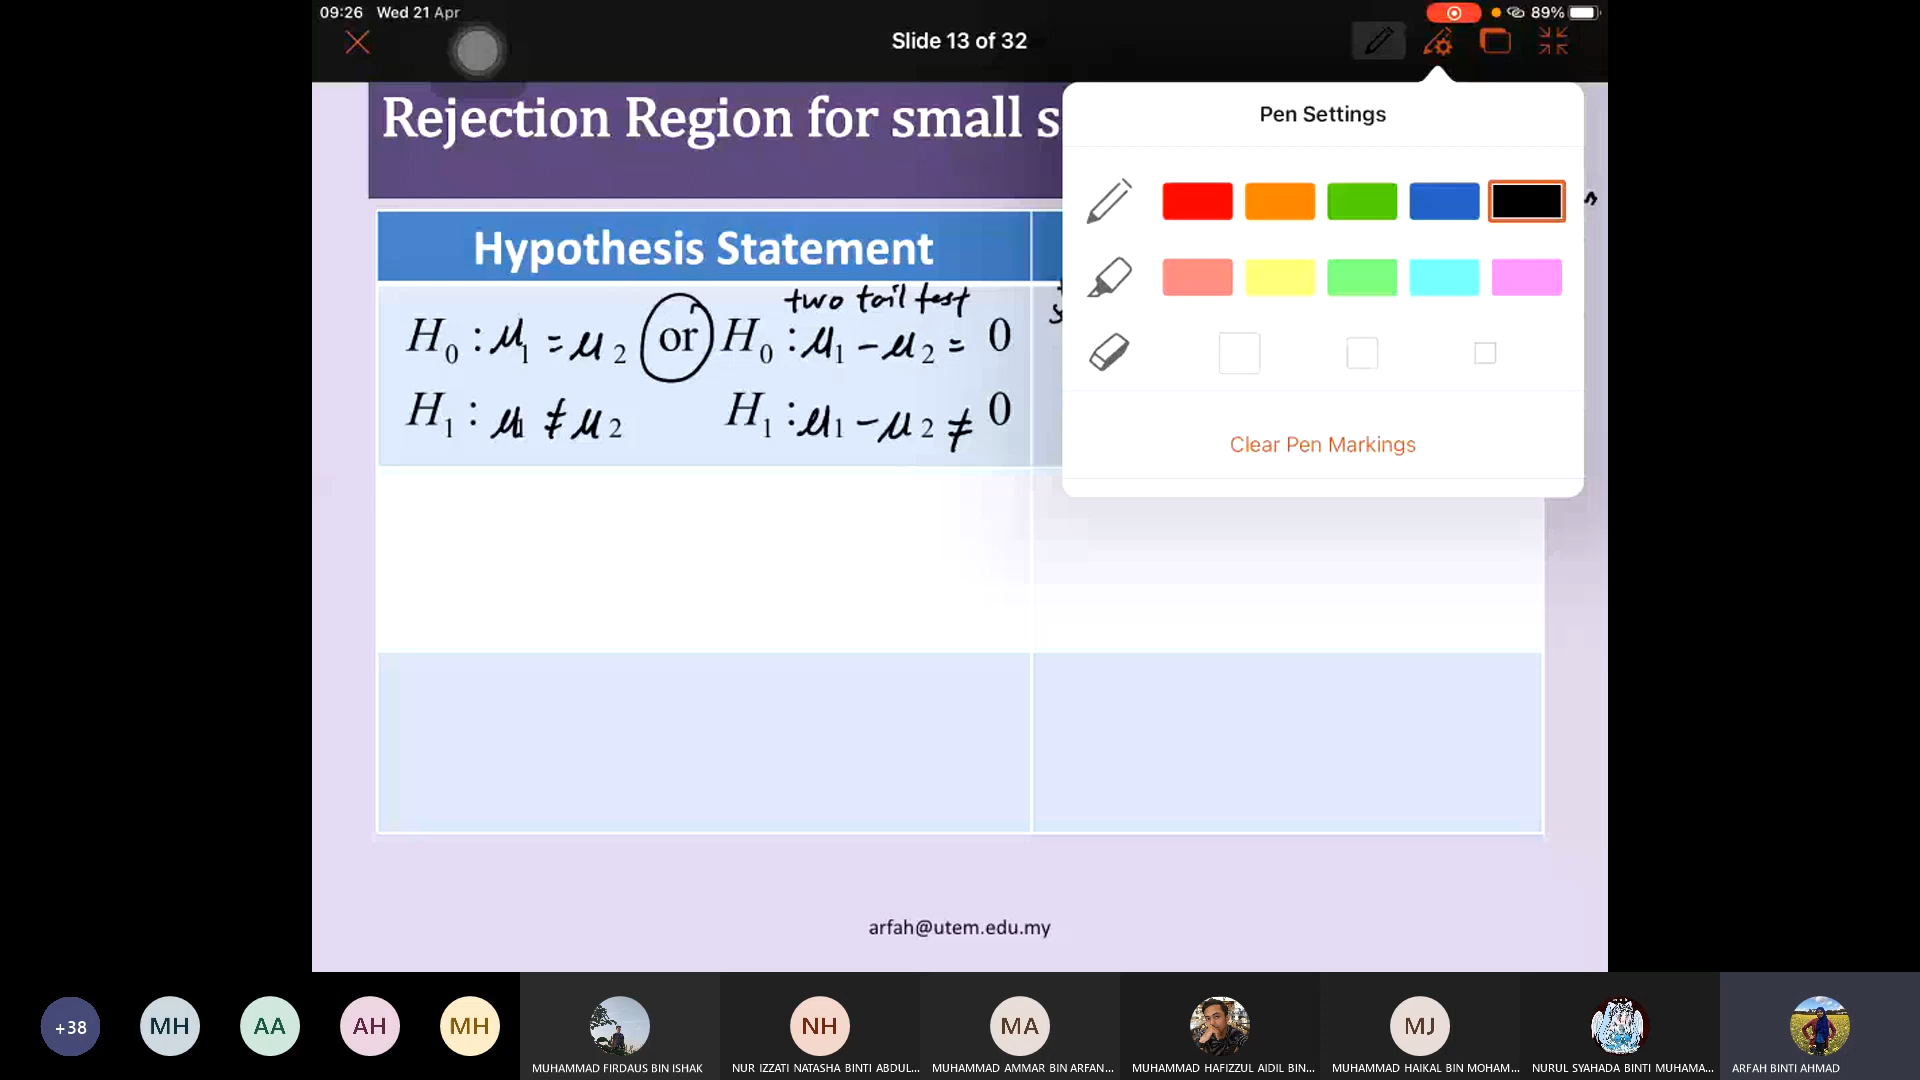 09:26 Wed 21 Apr
89%
Slide 13 of 32
Rejection Region for small s
Pen Settings
Hypothesis Statement
two tail test
H0 : μ1 = μ2 or H0 : μ1 − μ2 = 0
H1 : μ1 ≠ μ2 H1 : μ1 − μ2 ≠ 0
Clear Pen Markings
arfah@utem.edu.my
+38 MH AA AH MH NH MA MJ
MUHAMMAD FIRDAUS BIN ISHAK NUR IZZATI NATASHA BINTI ABDUL... MUHAMMAD AMMAR BIN ARFAN... MUHAMMAD HAFIZZUL AIDIL BIN... MUHAMMAD HAIKAL BIN MOHAM... NURUL SYAHADA BINTI MUHAMA... ARFAH BINTI AHMAD